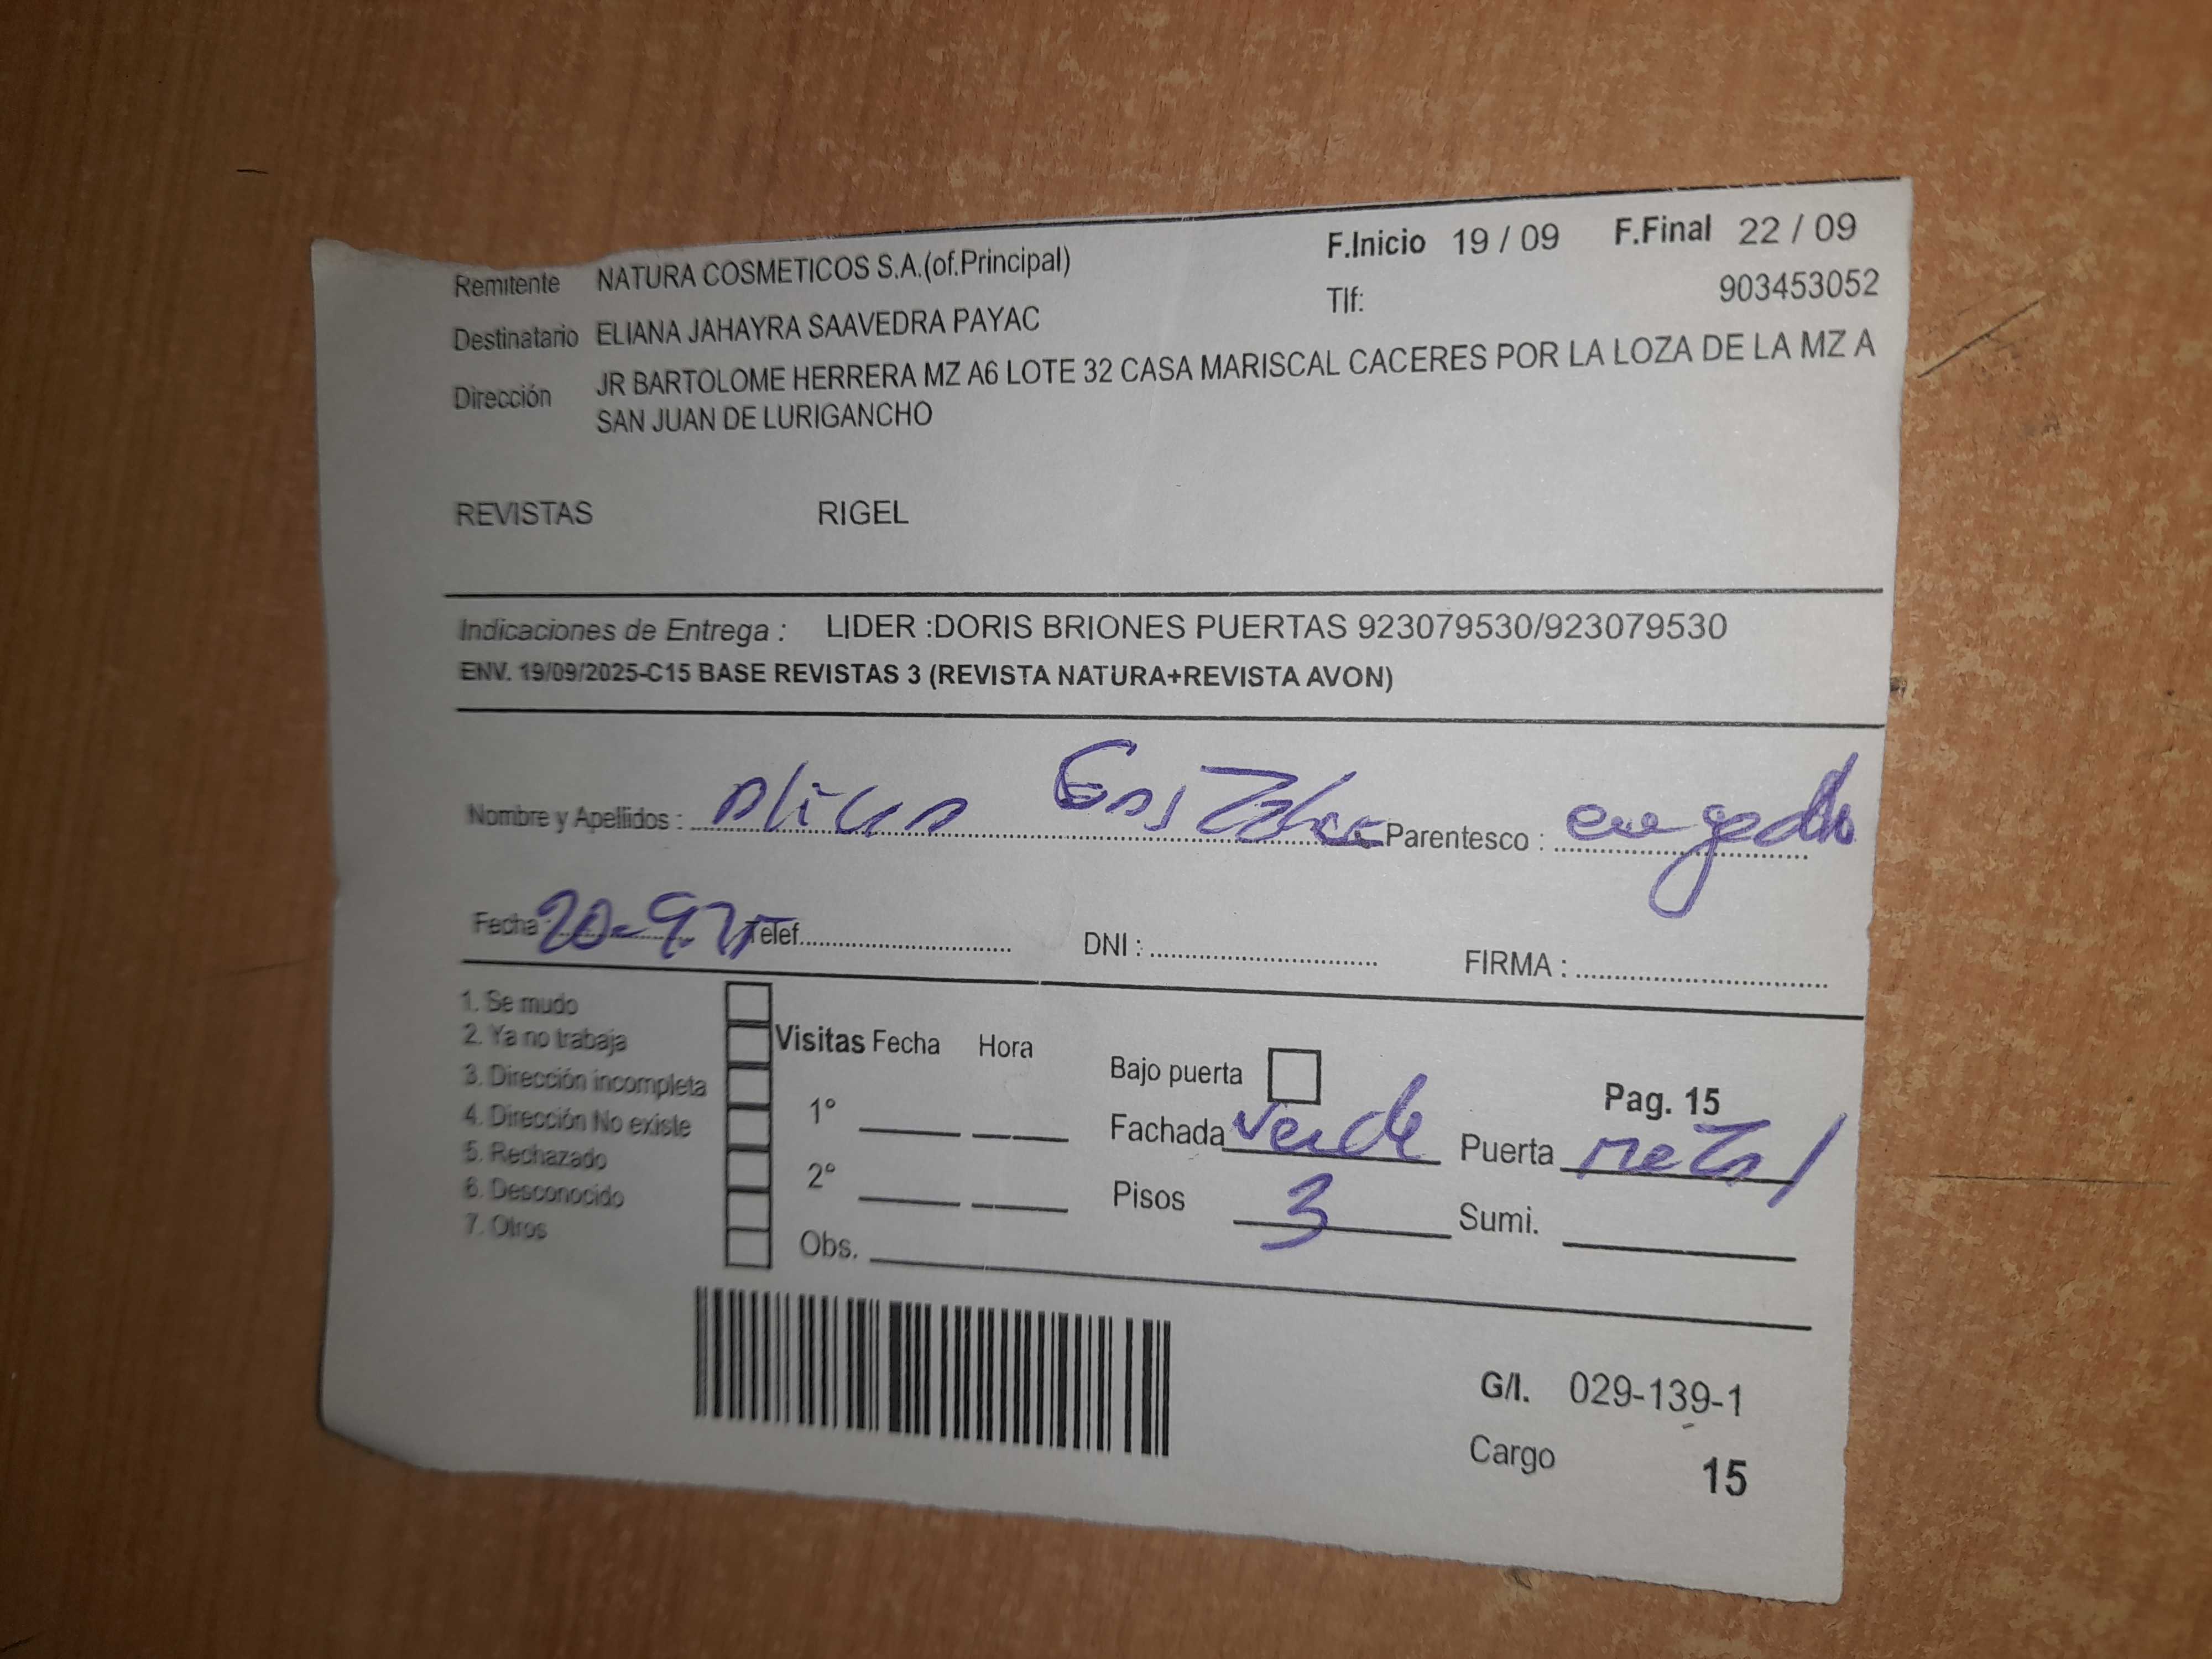 Remitente NATURA COSMETICOS S.A.(of.Principal) F.Inicio 19 / 09 F.Final 22 / 09
Tlf: 903453052
Destinatario ELIANA JAHAYRA SAAVEDRA PAYAC
Dirección JR BARTOLOME HERRERA MZ A6 LOTE 32 CASA MARISCAL CACERES POR LA LOZA DE LA MZ A
SAN JUAN DE LURIGANCHO
REVISTAS RIGEL
Indicaciones de Entrega : LIDER :DORIS BRIONES PUERTAS 923079530/923079530
ENV. 19/09/2025-C15 BASE REVISTAS 3 (REVISTA NATURA+REVISTA AVON)
Nombre y Apellidos : Parentesco :
Fecha 20-9-25 Telef. DNI : FIRMA :
1. Se mudo
2. Ya no trabaja Visitas Fecha Hora
3. Dirección incompleta Bajo puerta Pag. 15
4. Dirección No existe 1° Fachada verde Puerta metal
5. Rechazado
6. Desconocido 2° Pisos 3 Sumi.
7. Otros Obs.
G/I. 029-139-1
Cargo 15